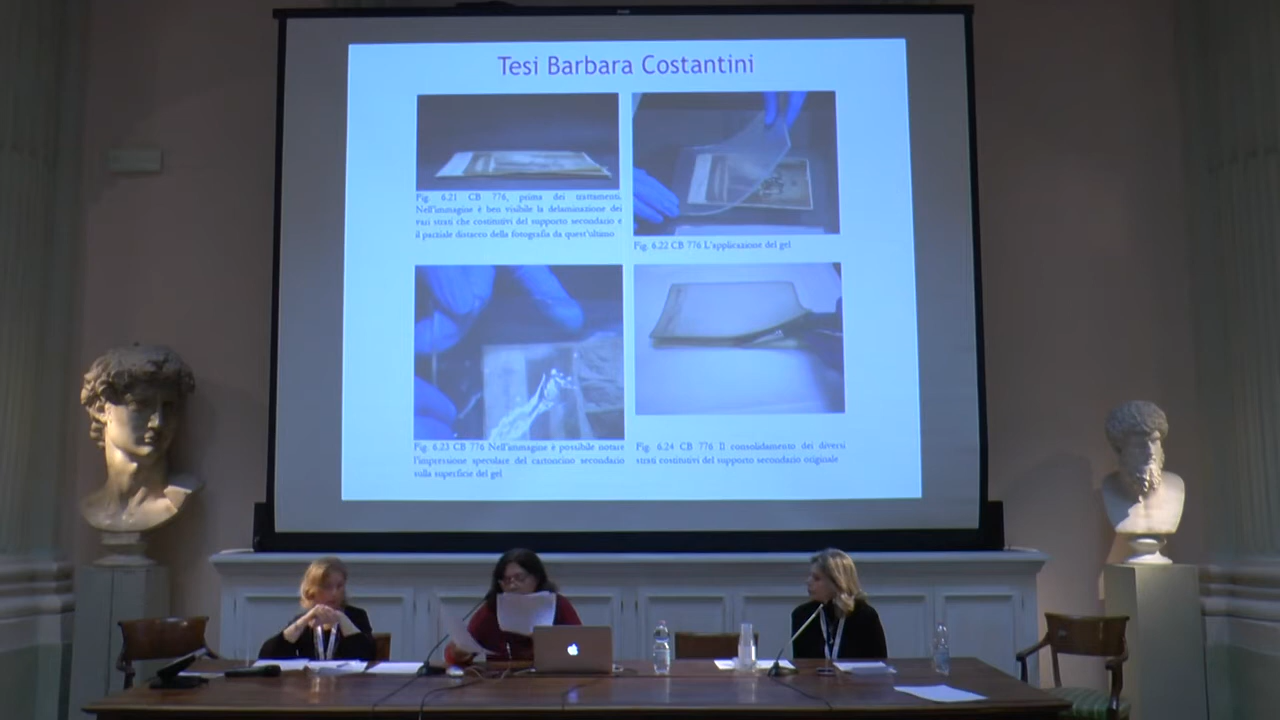 Tesi Barbara Costantini
Fig. 6.21 CB 776, prima dei trattamenti.
Nell'immagine è ben visibile la delaminazione dei
vari strati che costitutivi del supporto secondario e
il parziale distacco della fotografia da quest'ultimo
Fig. 6.22 CB 776 L'applicazione del gel
Fig. 6.23 CB 776 Nell'immagine è possibile notare
l'impressione speculare del cartoncino secondario
sulla superficie del gel
Fig. 6.24 CB 776 Il consolidamento dei diversi
strati costitutivi del supporto secondario originale